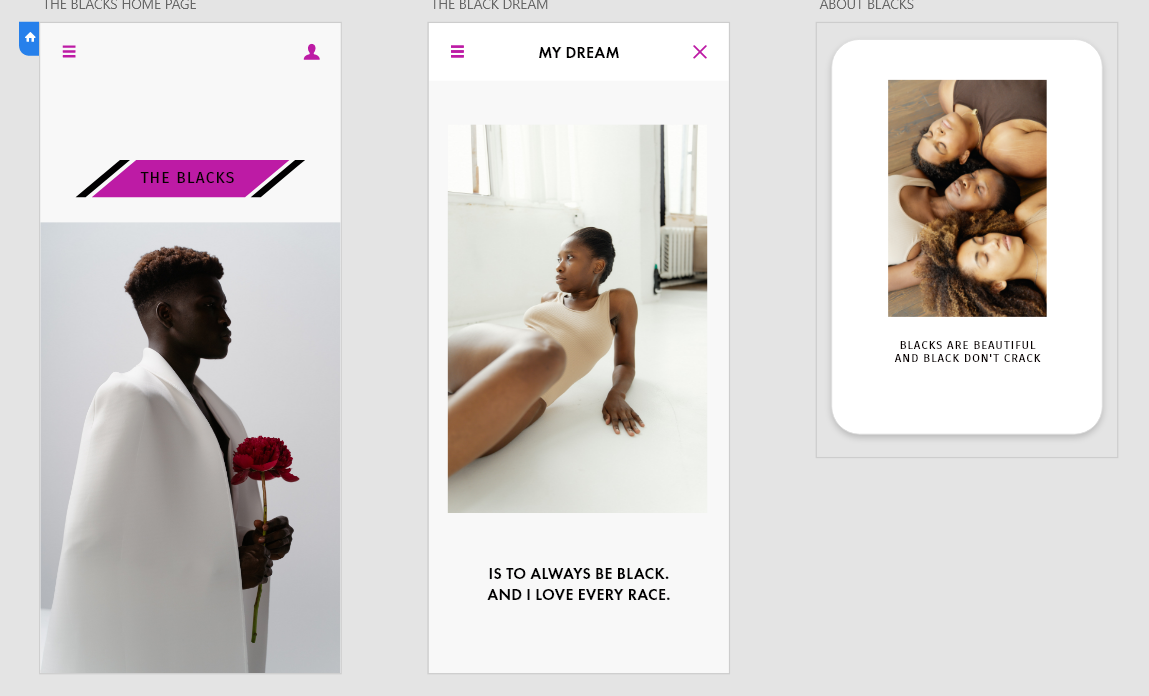 THE BLACKS HOME PAGE
THE BLACKS
THE BLACK DREAM
MY DREAM
IS TO ALWAYS BE BLACK.
AND I LOVE EVERY RACE.
ABOUT BLACKS
BLACKS ARE BEAUTIFUL
AND BLACK DON'T CRACK